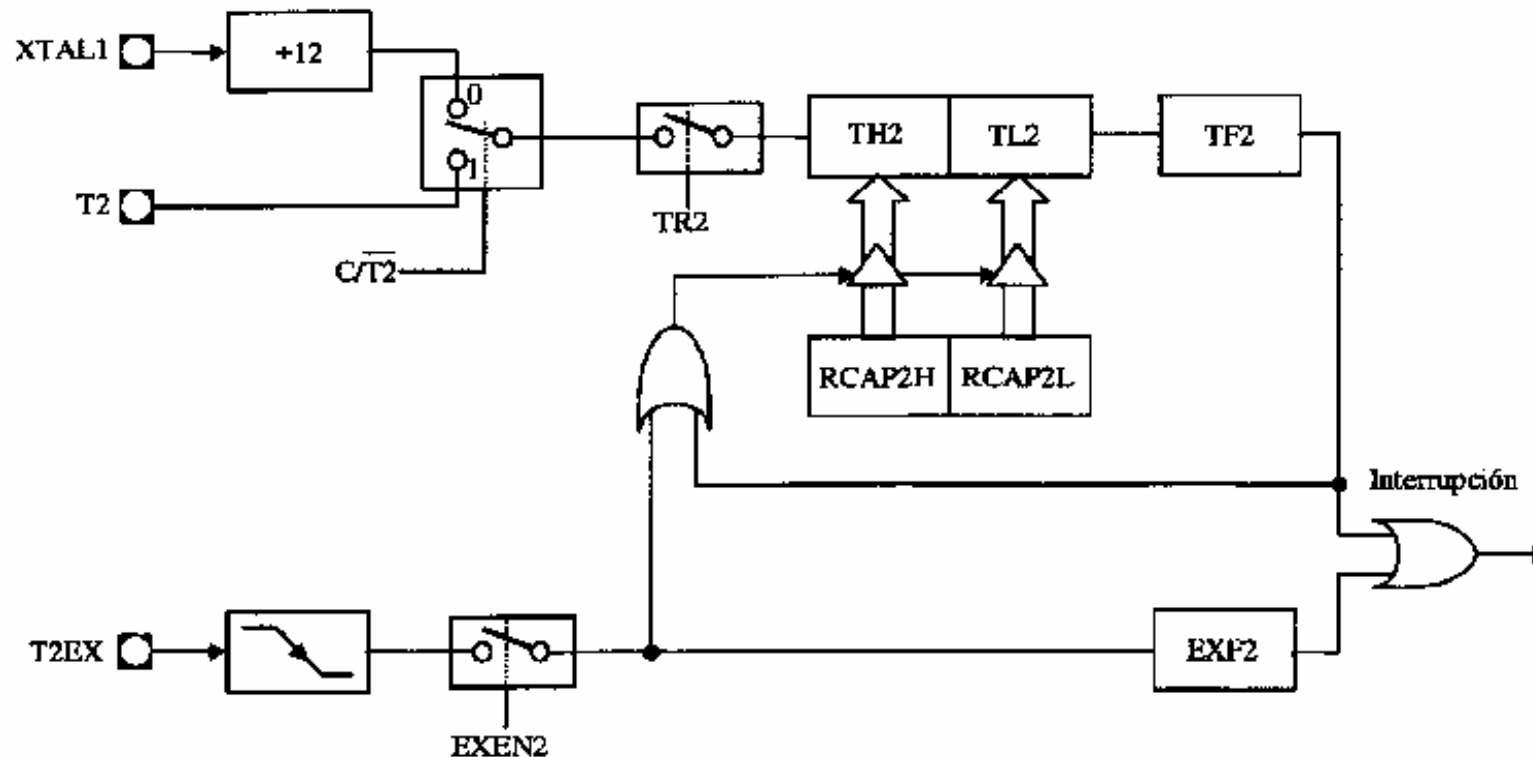 XTAL1
+12
0
1
T2
C/T2
TR2
TH2
TL2
TF2
RCAP2H
RCAP2L
Interrupción
T2EX
EXEN2
EXF2